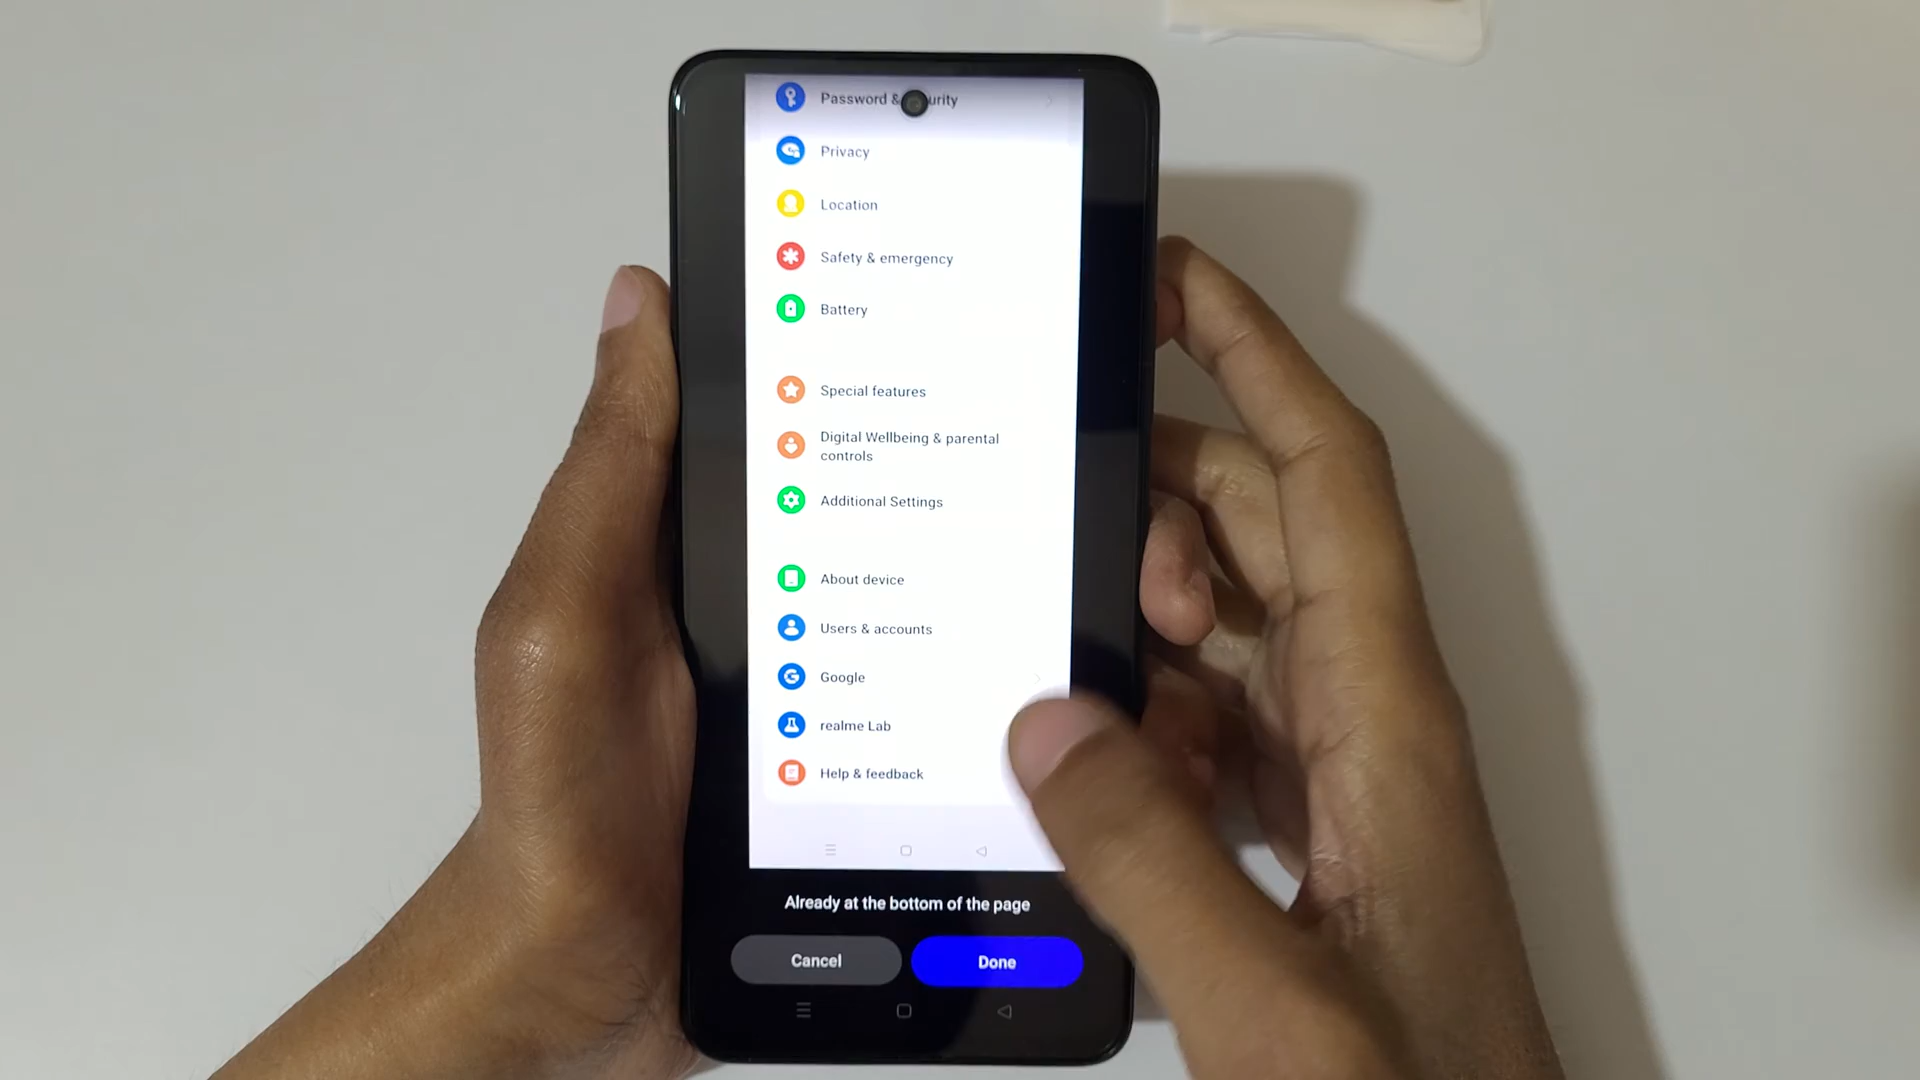 Password & urity
Privacy
Location
Safety & emergency
Battery
Special features
Digital Wellbeing & parental
controls
Additional Settings
About device
Users & accounts
Google
realme Lab
Help & feedback
Already at the bottom of the page
Cancel
Done